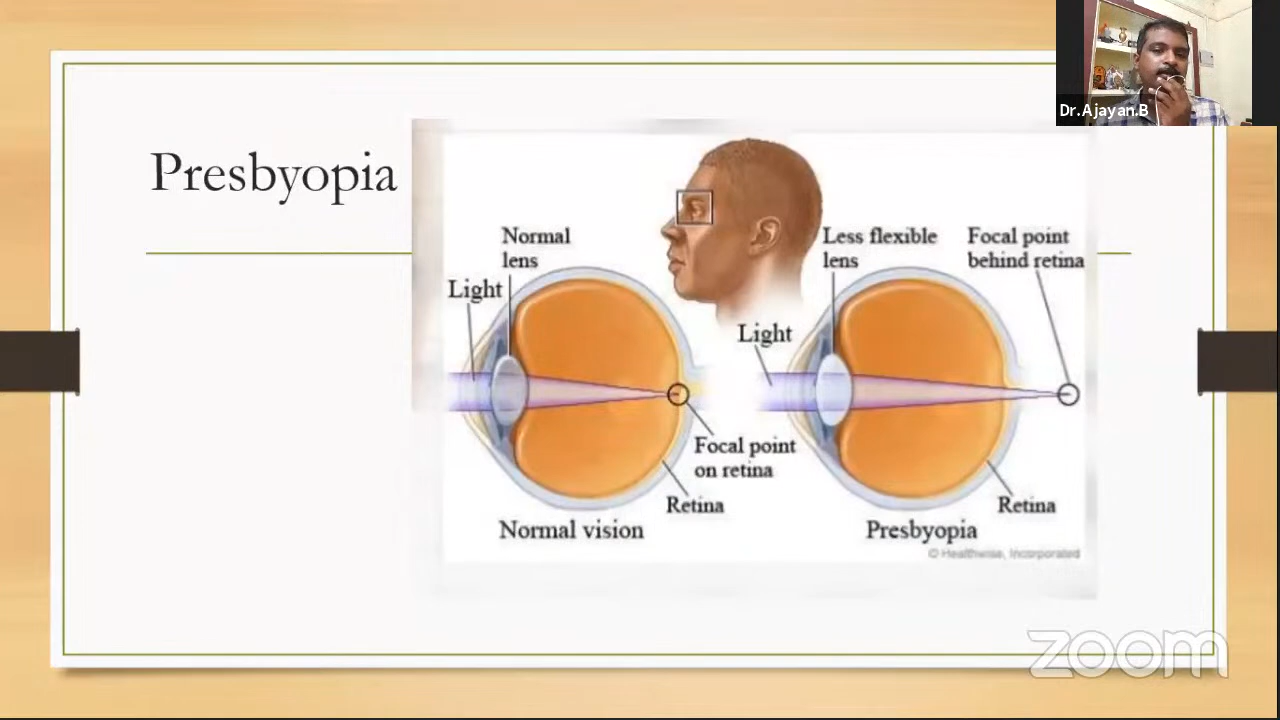 Dr.Ajayan.B
Presbyopia
Normal
lens
Light
Less flexible
lens
Focal point
behind retina
Light
Focal point
on retina
Retina
Normal vision
Retina
Presbyopia
© Healthwise, Incorporated
zoom